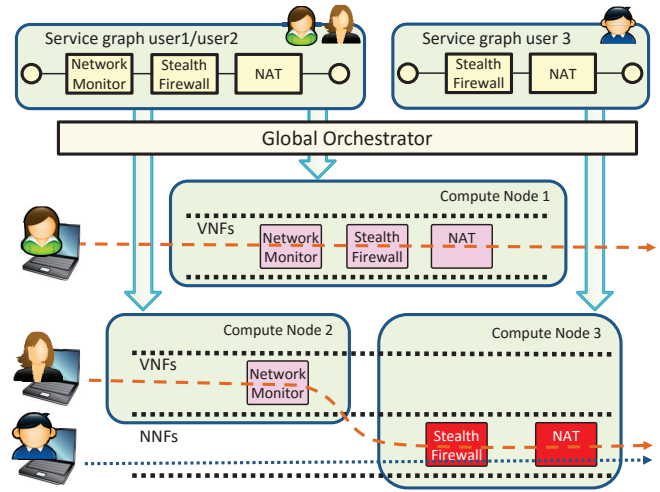 Service graph user1/user2
Network
Monitor
Stealth
Firewall
NAT
Service graph user 3
Stealth
Firewall
NAT
Global Orchestrator
Compute Node 1
VNFs
Network
Monitor
Stealth
Firewall
NAT
Compute Node 2
VNFs
Network
Monitor
Compute Node 3
NNFs
Stealth
Firewall
NAT